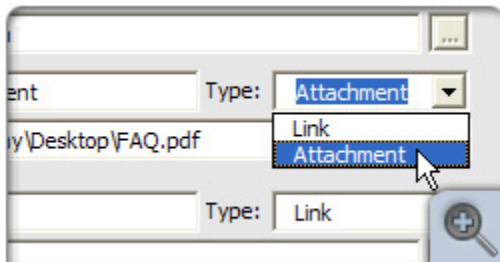 ...
ent Type: Attachment
Link
y\Desktop\FAQ.pdf
Attachment
Type: Link